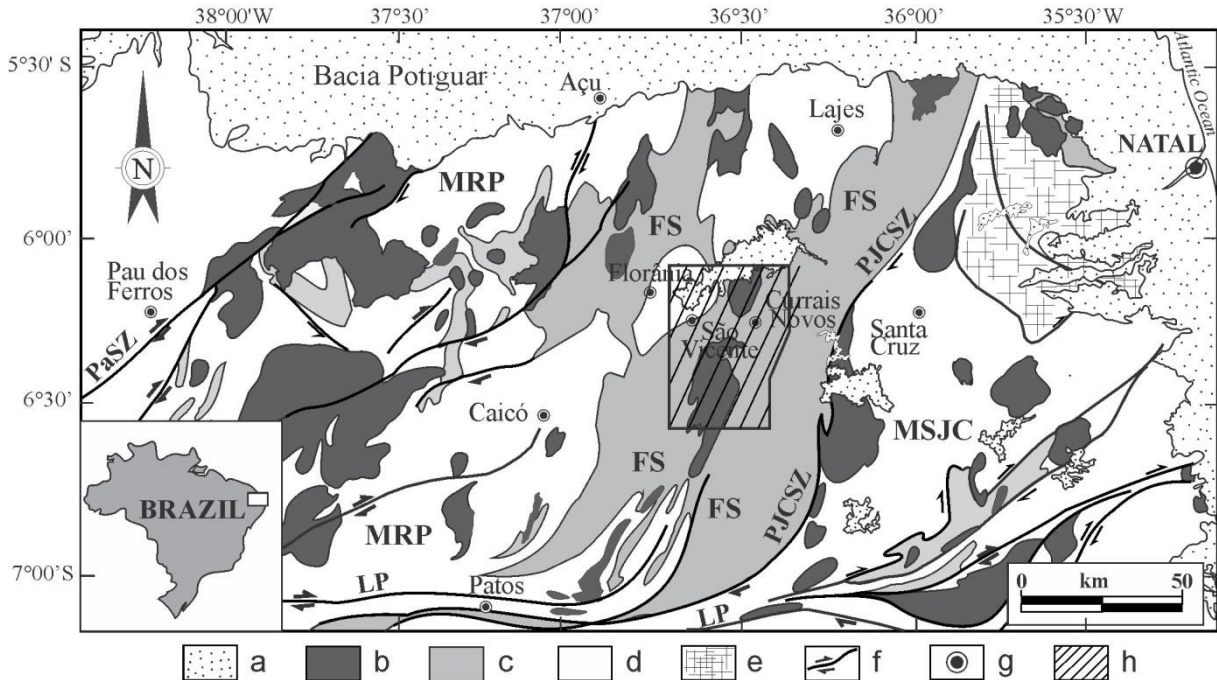 38°00'W 37°30'W 37°00'W 36°30'W 36°00'W 35°30'W
5°30' S
6°00'
6°30'
7°00'S
Atlantic Ocean
Bacia Potiguar
Açu
Lajes
NATAL
N
MRP
FS
FS
PJCSZ
Pau dos
Ferros
Florânia
São
Vicente
Currais
Novos
Santa
Cruz
PaSZ
Caicó
MSJC
FS
FS
PJCSZ
BRAZIL
MRP
LP
Patos
LP
0 km 50
a b c d e f g h